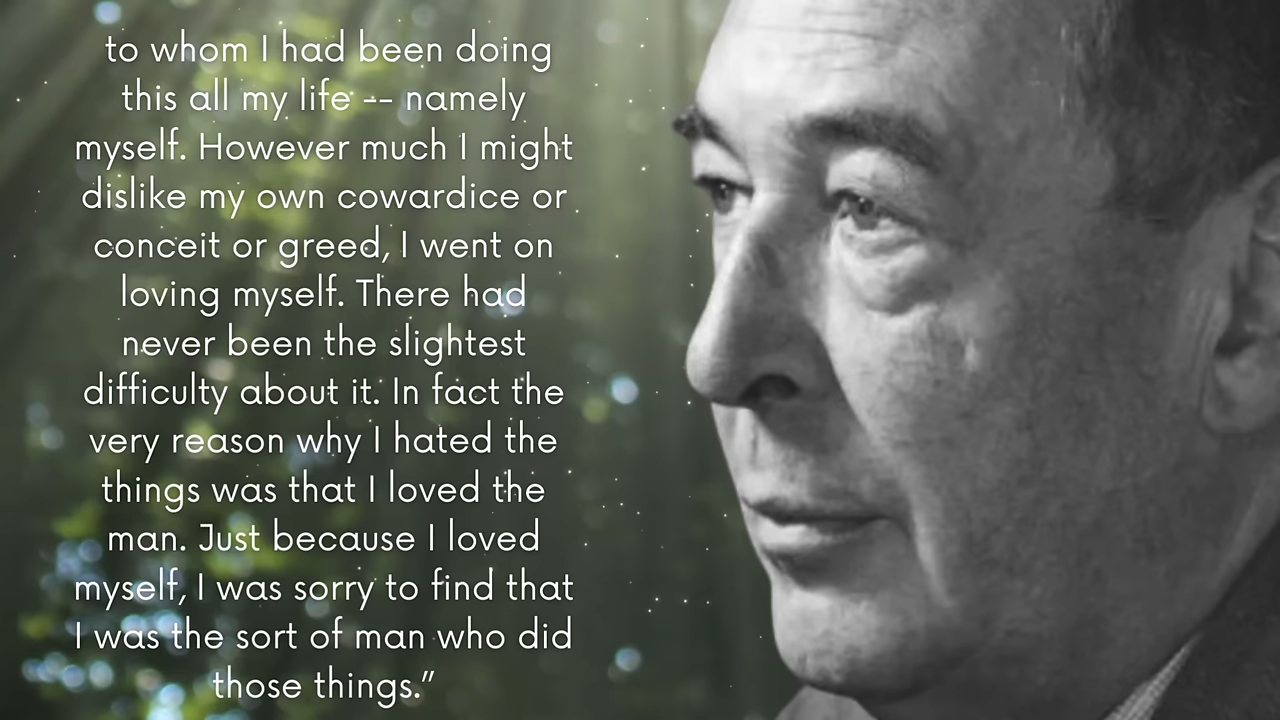 to whom I had been doing
this all my life -- namely
myself. However much I might
dislike my own cowardice or
conceit or greed, I went on
loving myself. There had
never been the slightest
difficulty about it. In fact the
very reason why I hated the
things was that I loved the
man. Just because I loved
myself, I was sorry to find that
I was the sort of man who did
those things.”